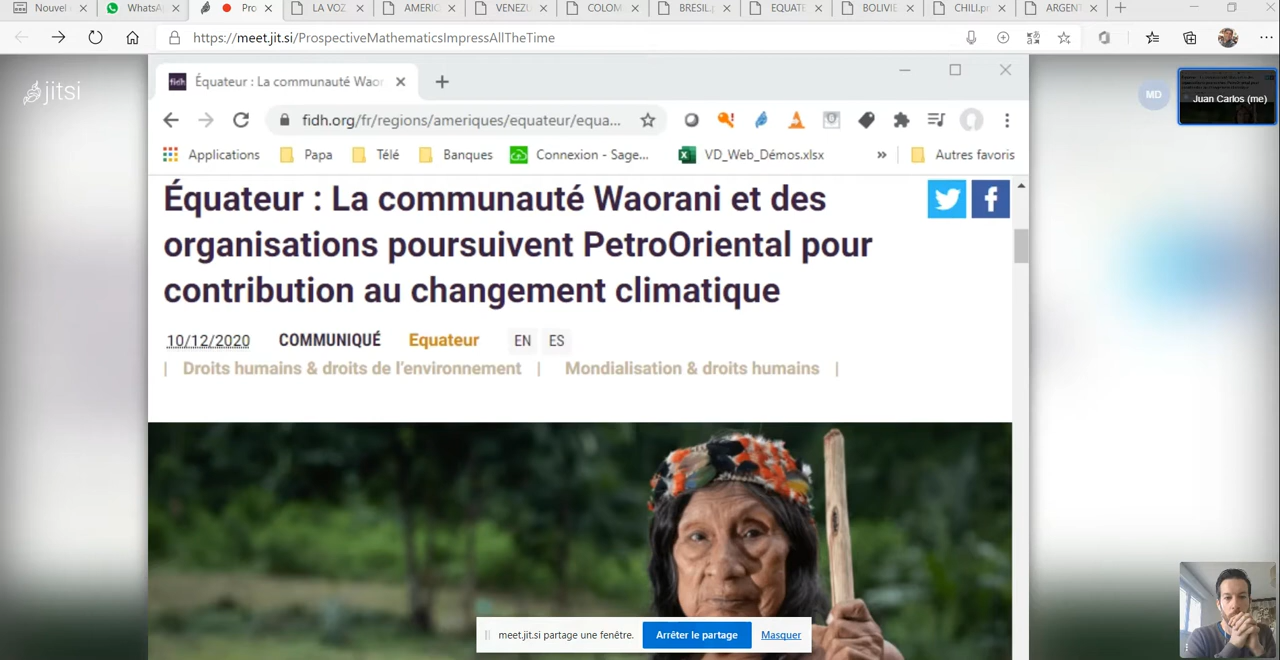 Nouvel
WhatsA
Pro
LA VOZ
AMERIC
VENEZU
COLOM
BRESIL.p
EQUATE
BOLIVIE
CHILI.pr
ARGENT
https://meet.jit.si/ProspectiveMathematicsImpressAllTheTime
jitsi
MD
Juan Carlos (me)
fidh
Équateur : La communauté Waor
fidh.org/fr/regions/ameriques/equateur/equa...
Applications
Papa
Télé
Banques
Connexion - Sage...
VD_Web_Démos.xlsx
»
Autres favoris
Équateur : La communauté Waorani et des
organisations poursuivent PetroOriental pour
contribution au changement climatique
10/12/2020 COMMUNIQUÉ Equateur EN ES
| Droits humains & droits de l'environnement | Mondialisation & droits humains |
meet.jit.si partage une fenêtre.
Arrêter le partage
Masquer